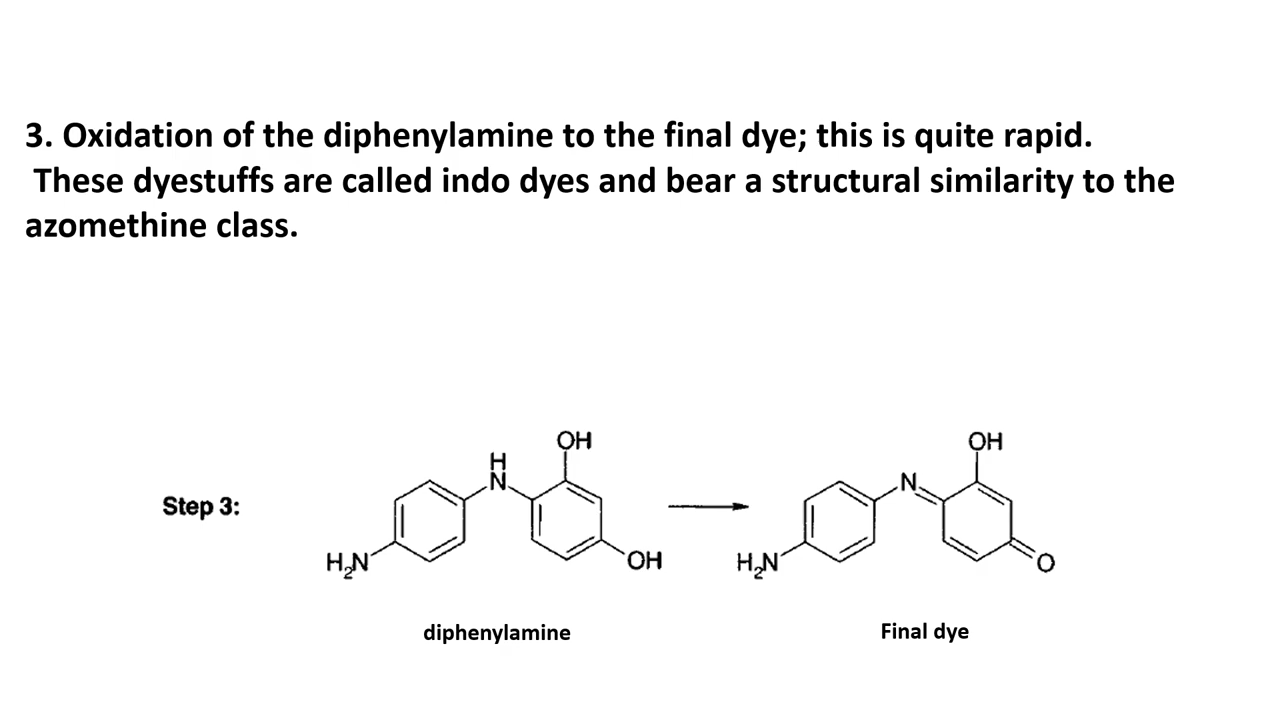 3. Oxidation of the diphenylamine to the final dye; this is quite rapid.
These dyestuffs are called indo dyes and bear a structural similarity to the
azomethine class.
Step 3:
H₂N
H
N
OH
OH
H₂N
N
OH
O
diphenylamine
Final dye